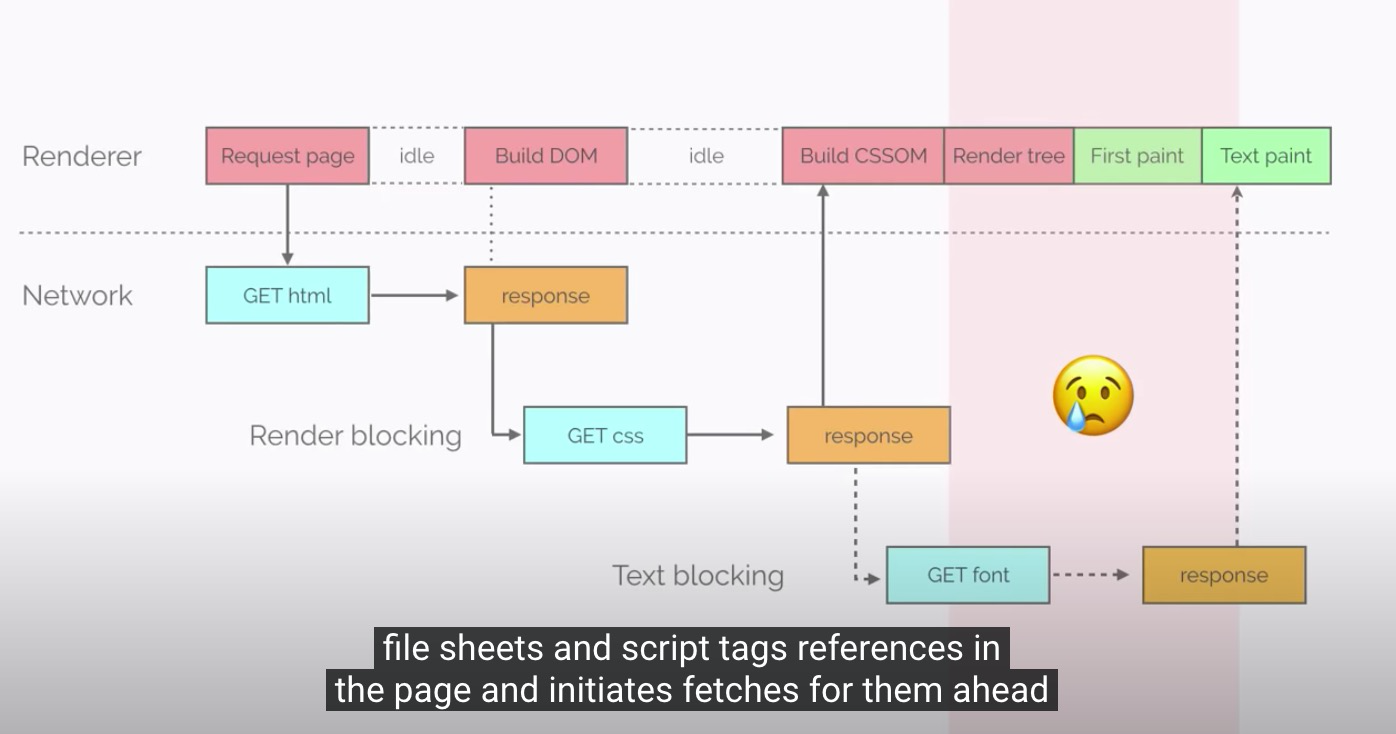 Renderer
Request page
idle
Build DOM
idle
Build CSSOM
Render tree
First paint
Text paint
Network
GET html
response
Render blocking
GET css
response
Text blocking
GET font
response
file sheets and script tags references in
the page and initiates fetches for them ahead